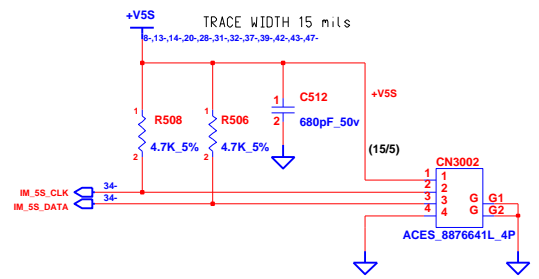 +V5S
TRACE WIDTH 15 mils
8-,13-,14-,20-,28-,31-,32-,37-,39-,42-,43-,47-
1
R508
2
4.7K_5%
1
R506
2
4.7K_5%
1
C512
2
680pF_50v
+V5S
(15/5)
CN3002
IM_5S_CLK
34-
IM_5S_DATA
34-
1 1
2 2
3 3
4 4
G G1
G G2
ACES_8876641L_4P